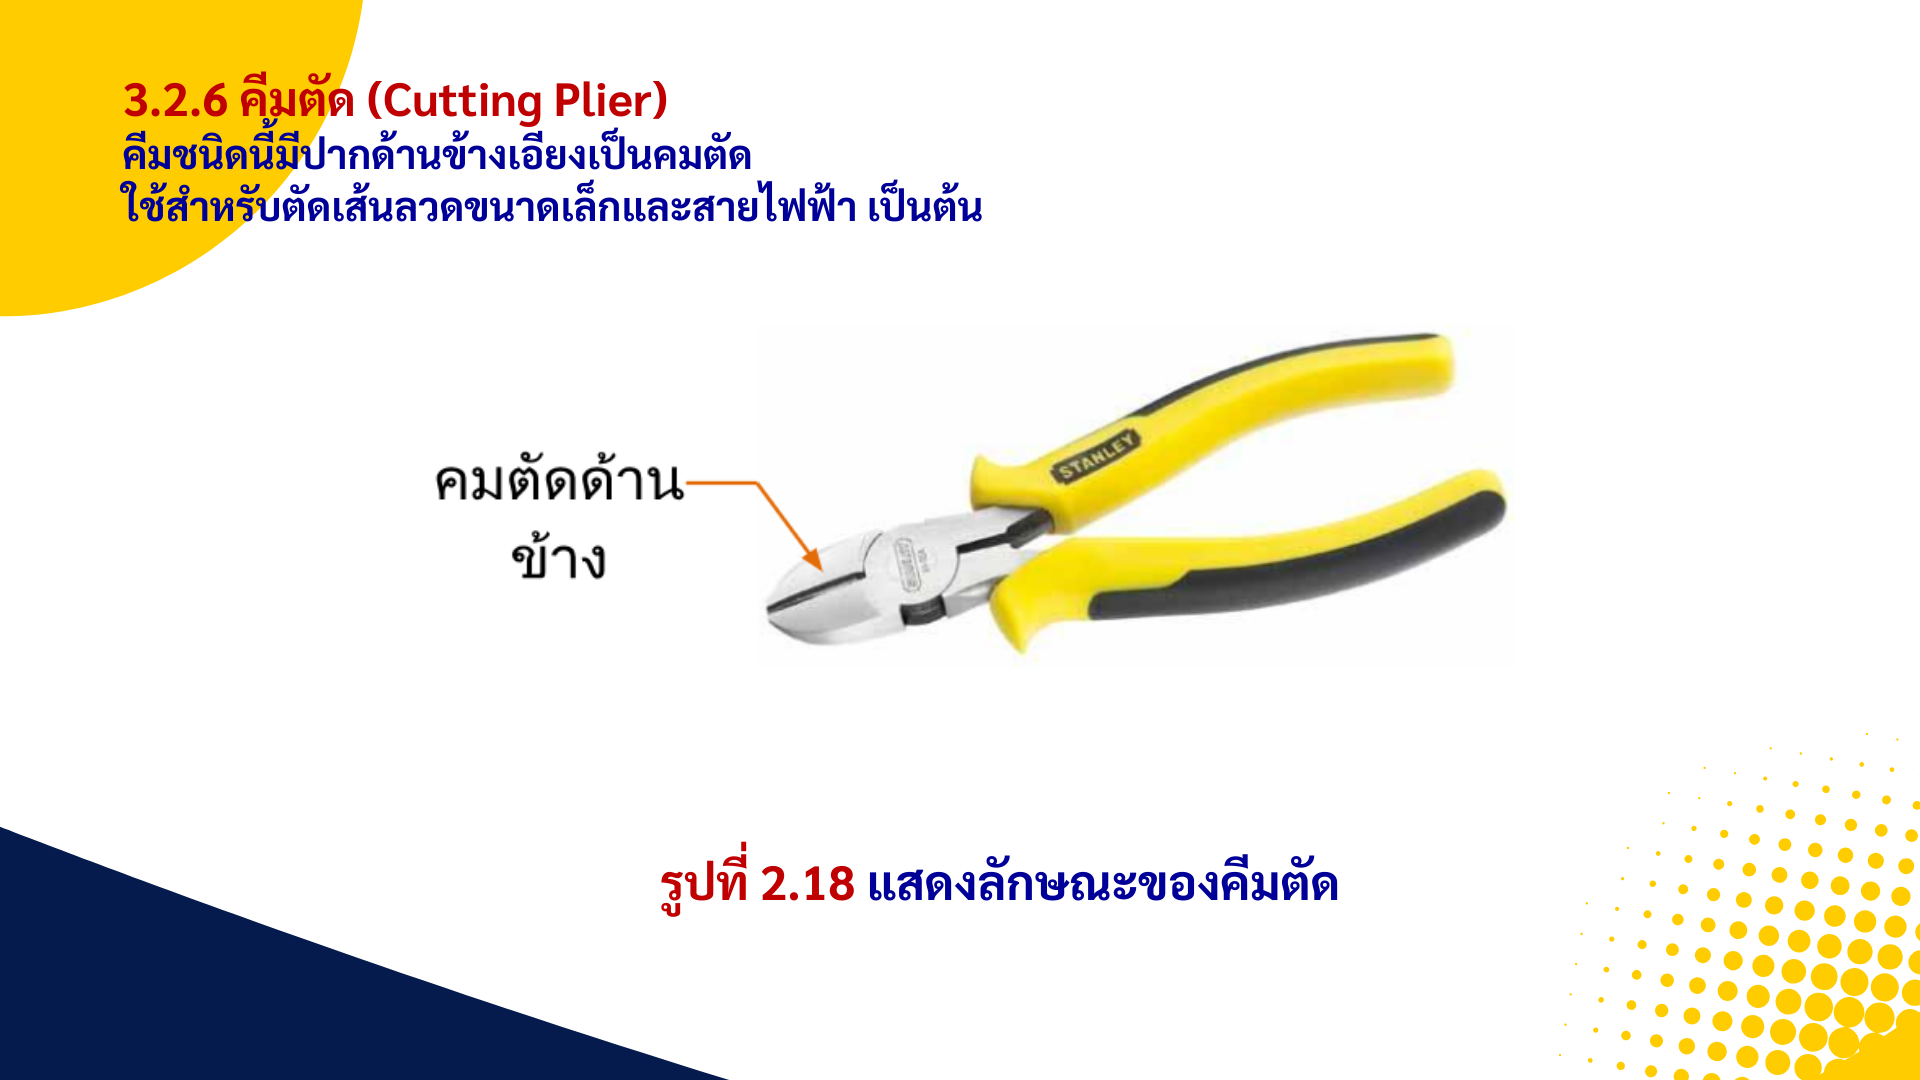 3.2.6 คีมตัด (Cutting Plier)
คีมชนิดนี้มีปากด้านข้างเอียงเป็นคมตัด
ใช้สำหรับตัดเส้นลวดขนาดเล็กและสายไฟฟ้า เป็นต้น
STANLEY
คมตัดด้าน
ข้าง
รูปที่ 2.18 แสดงลักษณะของคีมตัด